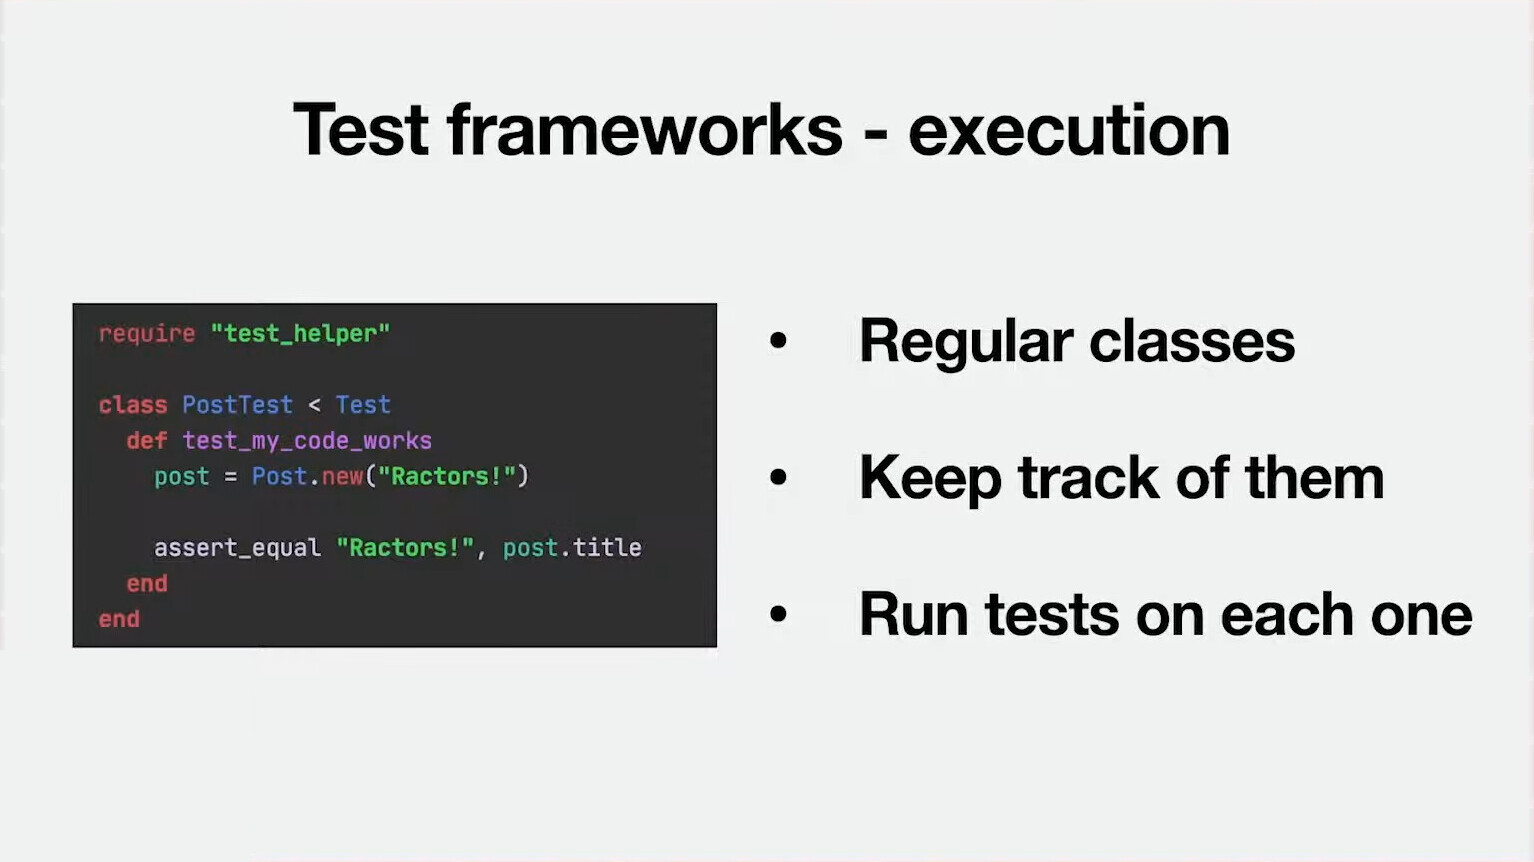 Test frameworks - execution
require "test_helper"
class PostTest < Test
def test_my_code_works
post = Post.new("Ractors!")
assert_equal "Ractors!", post.title
end
end
• Regular classes
• Keep track of them
• Run tests on each one